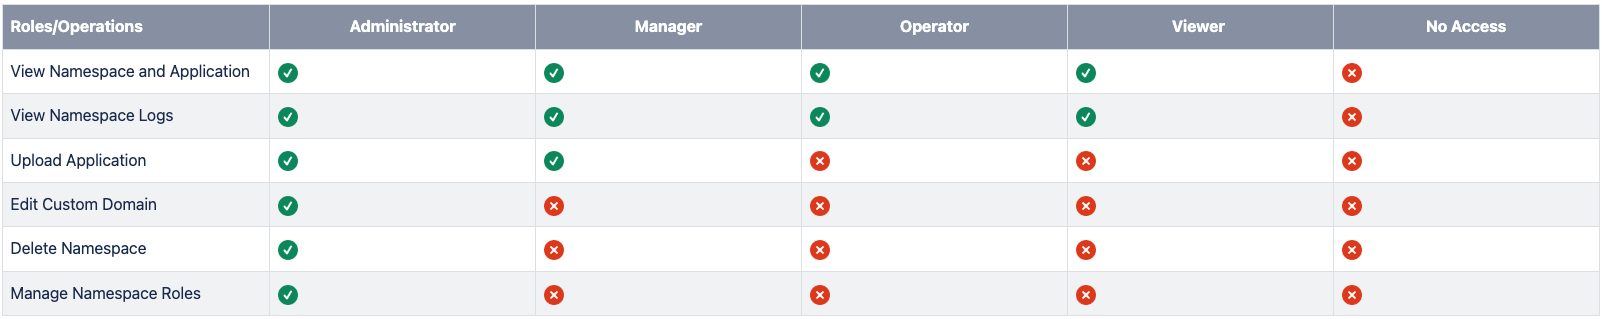 Roles/Operations Administrator Manager Operator Viewer No Access
View Namespace and Application
View Namespace Logs
Upload Application
Edit Custom Domain
Delete Namespace
Manage Namespace Roles